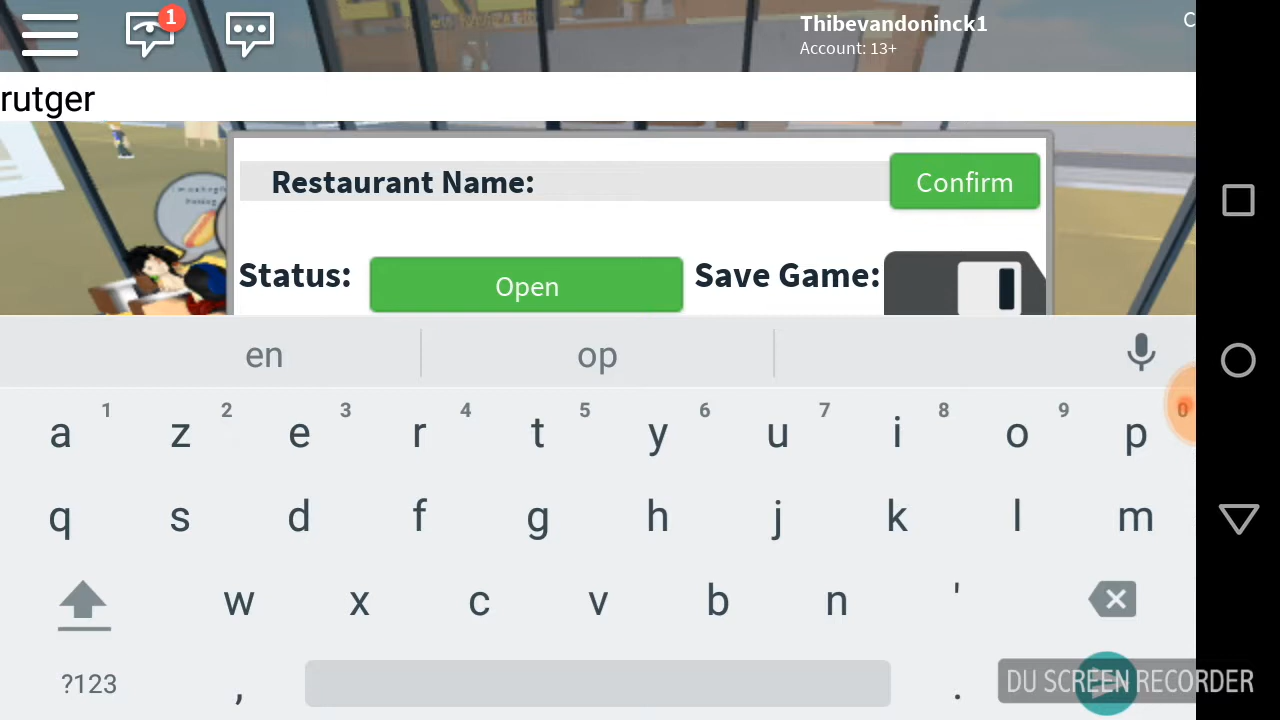 1
Thibevandoninck1
Account: 13+
C
rutger
Restaurant Name:
Confirm
Status:
Open
Save Game:
en
op
1 2 3 4 5 6 7 8 9 0
a z e r t y u i o p
q s d f g h j k l m
w x c v b n '
?123 , .
DU SCREEN RECORDER